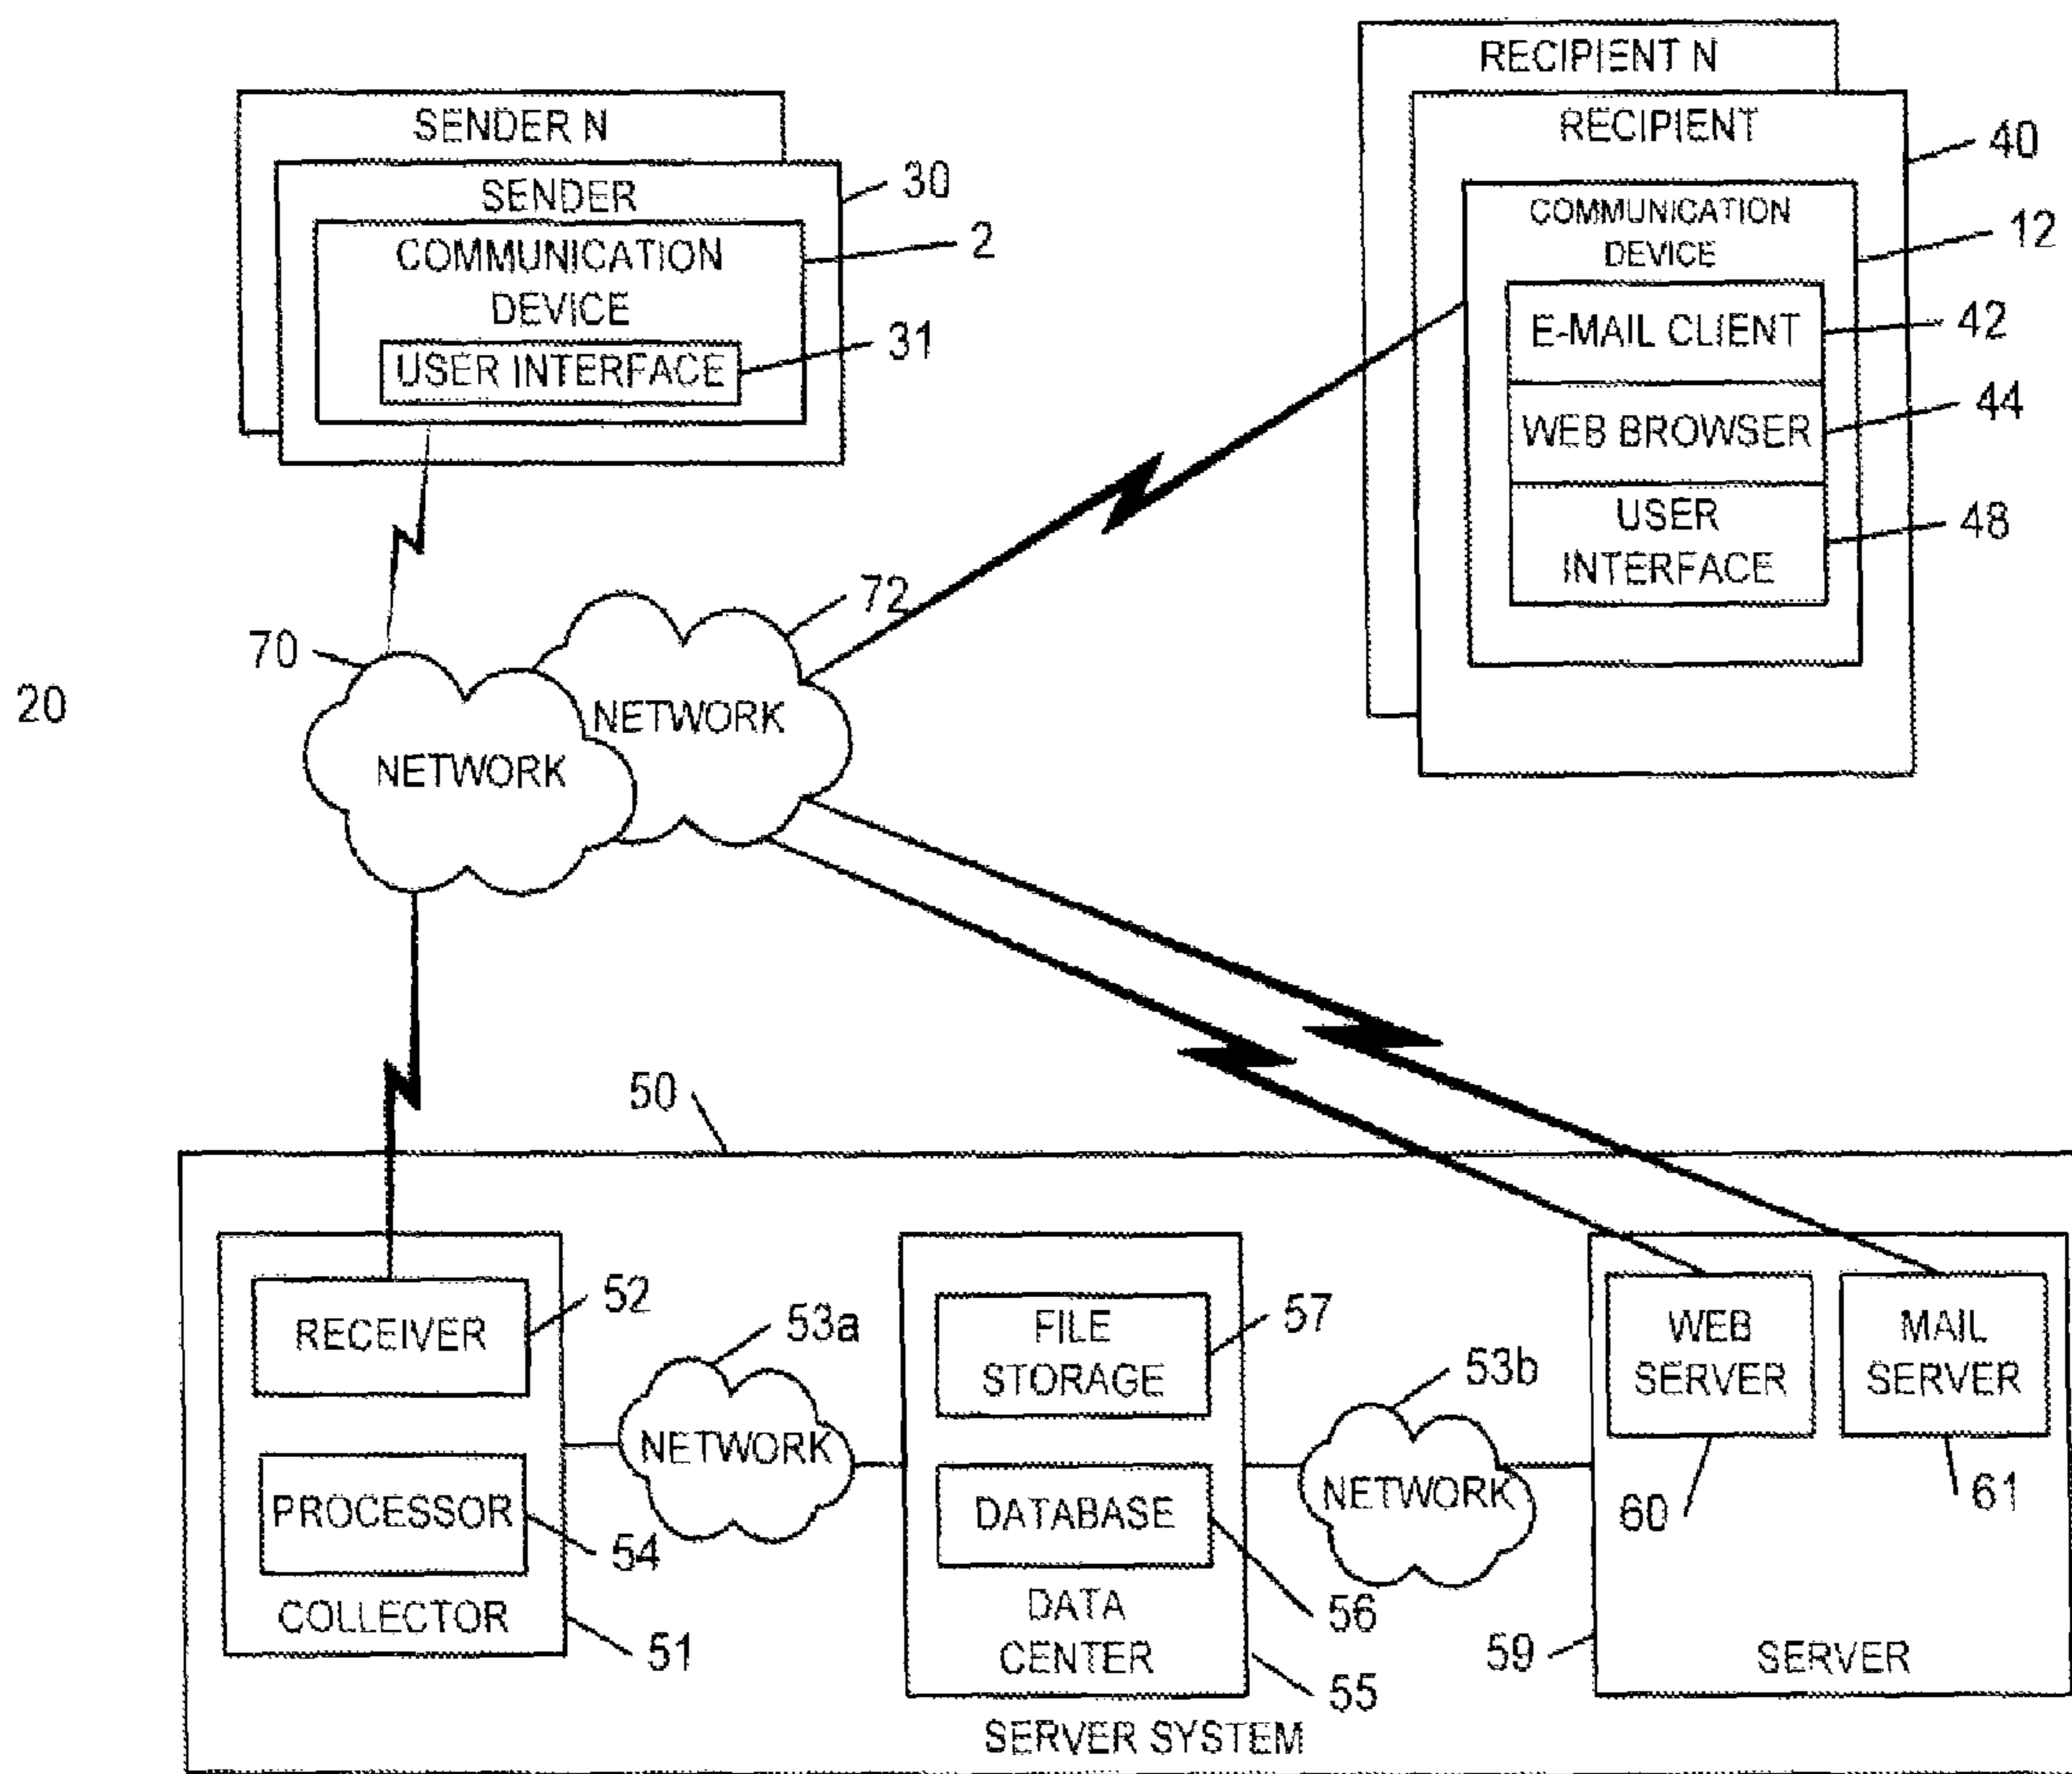 RECIPIENT N
SENDER N
RECIPIENT
40
SENDER
30
COMMUNICATION
DEVICE
2
USER INTERFACE
31
COMMUNICATION
DEVICE
12
E-MAIL CLIENT
42
WEB BROWSER
44
USER
INTERFACE
48
72
70
20
NETWORK
NETWORK
50
RECEIVER
52
PROCESSOR
54
COLLECTOR
51
53a
NETWORK
FILE
STORAGE
57
DATABASE
56
DATA
CENTER
55
53b
NETWORK
WEB
SERVER
60
MAIL
SERVER
61
59
SERVER
SERVER SYSTEM